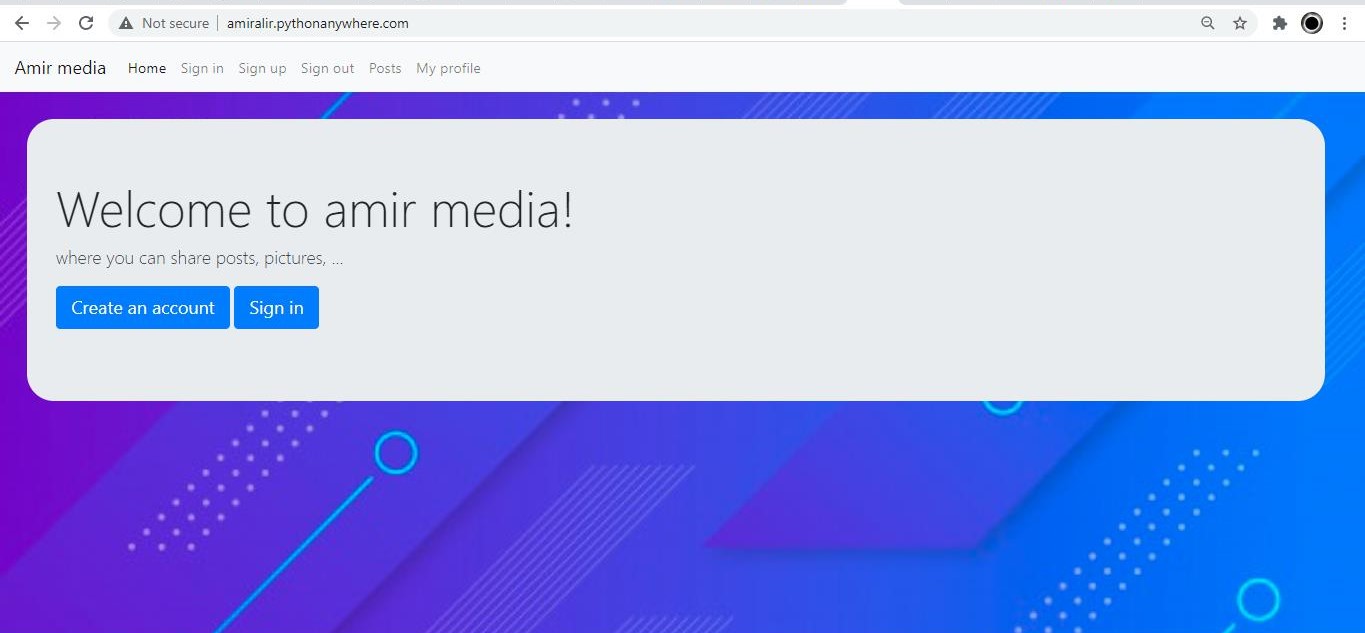 Not secure amiralir.pythonanywhere.com
Amir media Home Sign in Sign up Sign out Posts My profile
Welcome to amir media!
where you can share posts, pictures, ...
Create an account Sign in